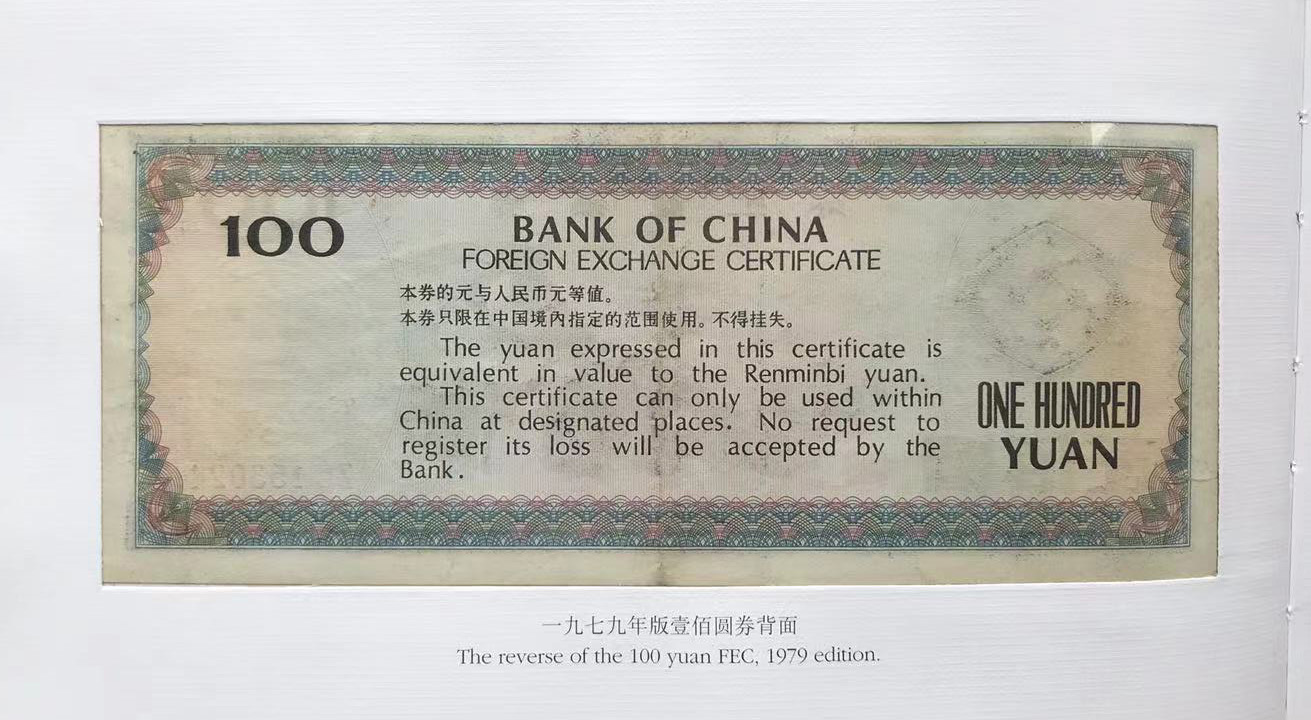 100
BANK OF CHINA
FOREIGN EXCHANGE CERTIFICATE
本券的元与人民币元等值。
本券只限在中国境内指定的范围使用。不得挂失。
The yuan expressed in this certificate is
equivalent in value to the Renminbi yuan.
This certificate can only be used within
China at designated places. No request to
register its loss will be accepted by the
Bank.
ONE HUNDRED
YUAN
一九七九年版壹佰圆券背面
The reverse of the 100 yuan FEC, 1979 edition.